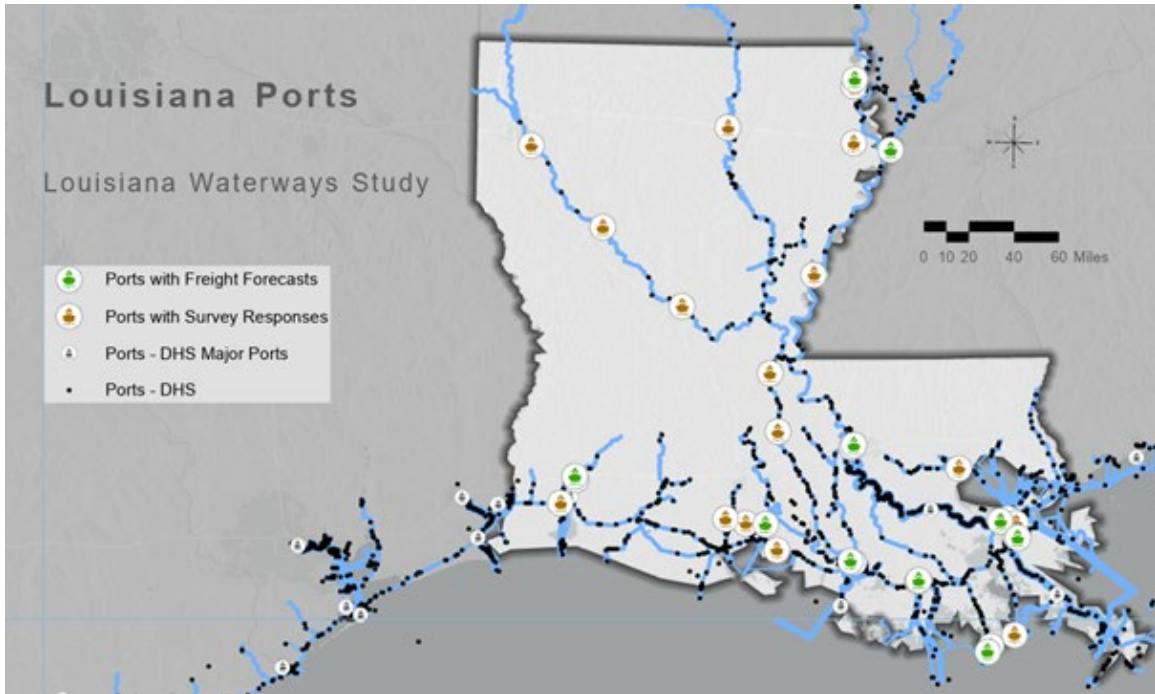 Louisiana Ports
Louisiana Waterways Study
Ports with Freight Forecasts
Ports with Survey Responses
Ports - DHS Major Ports
Ports - DHS
0 10 20 40 60 Miles